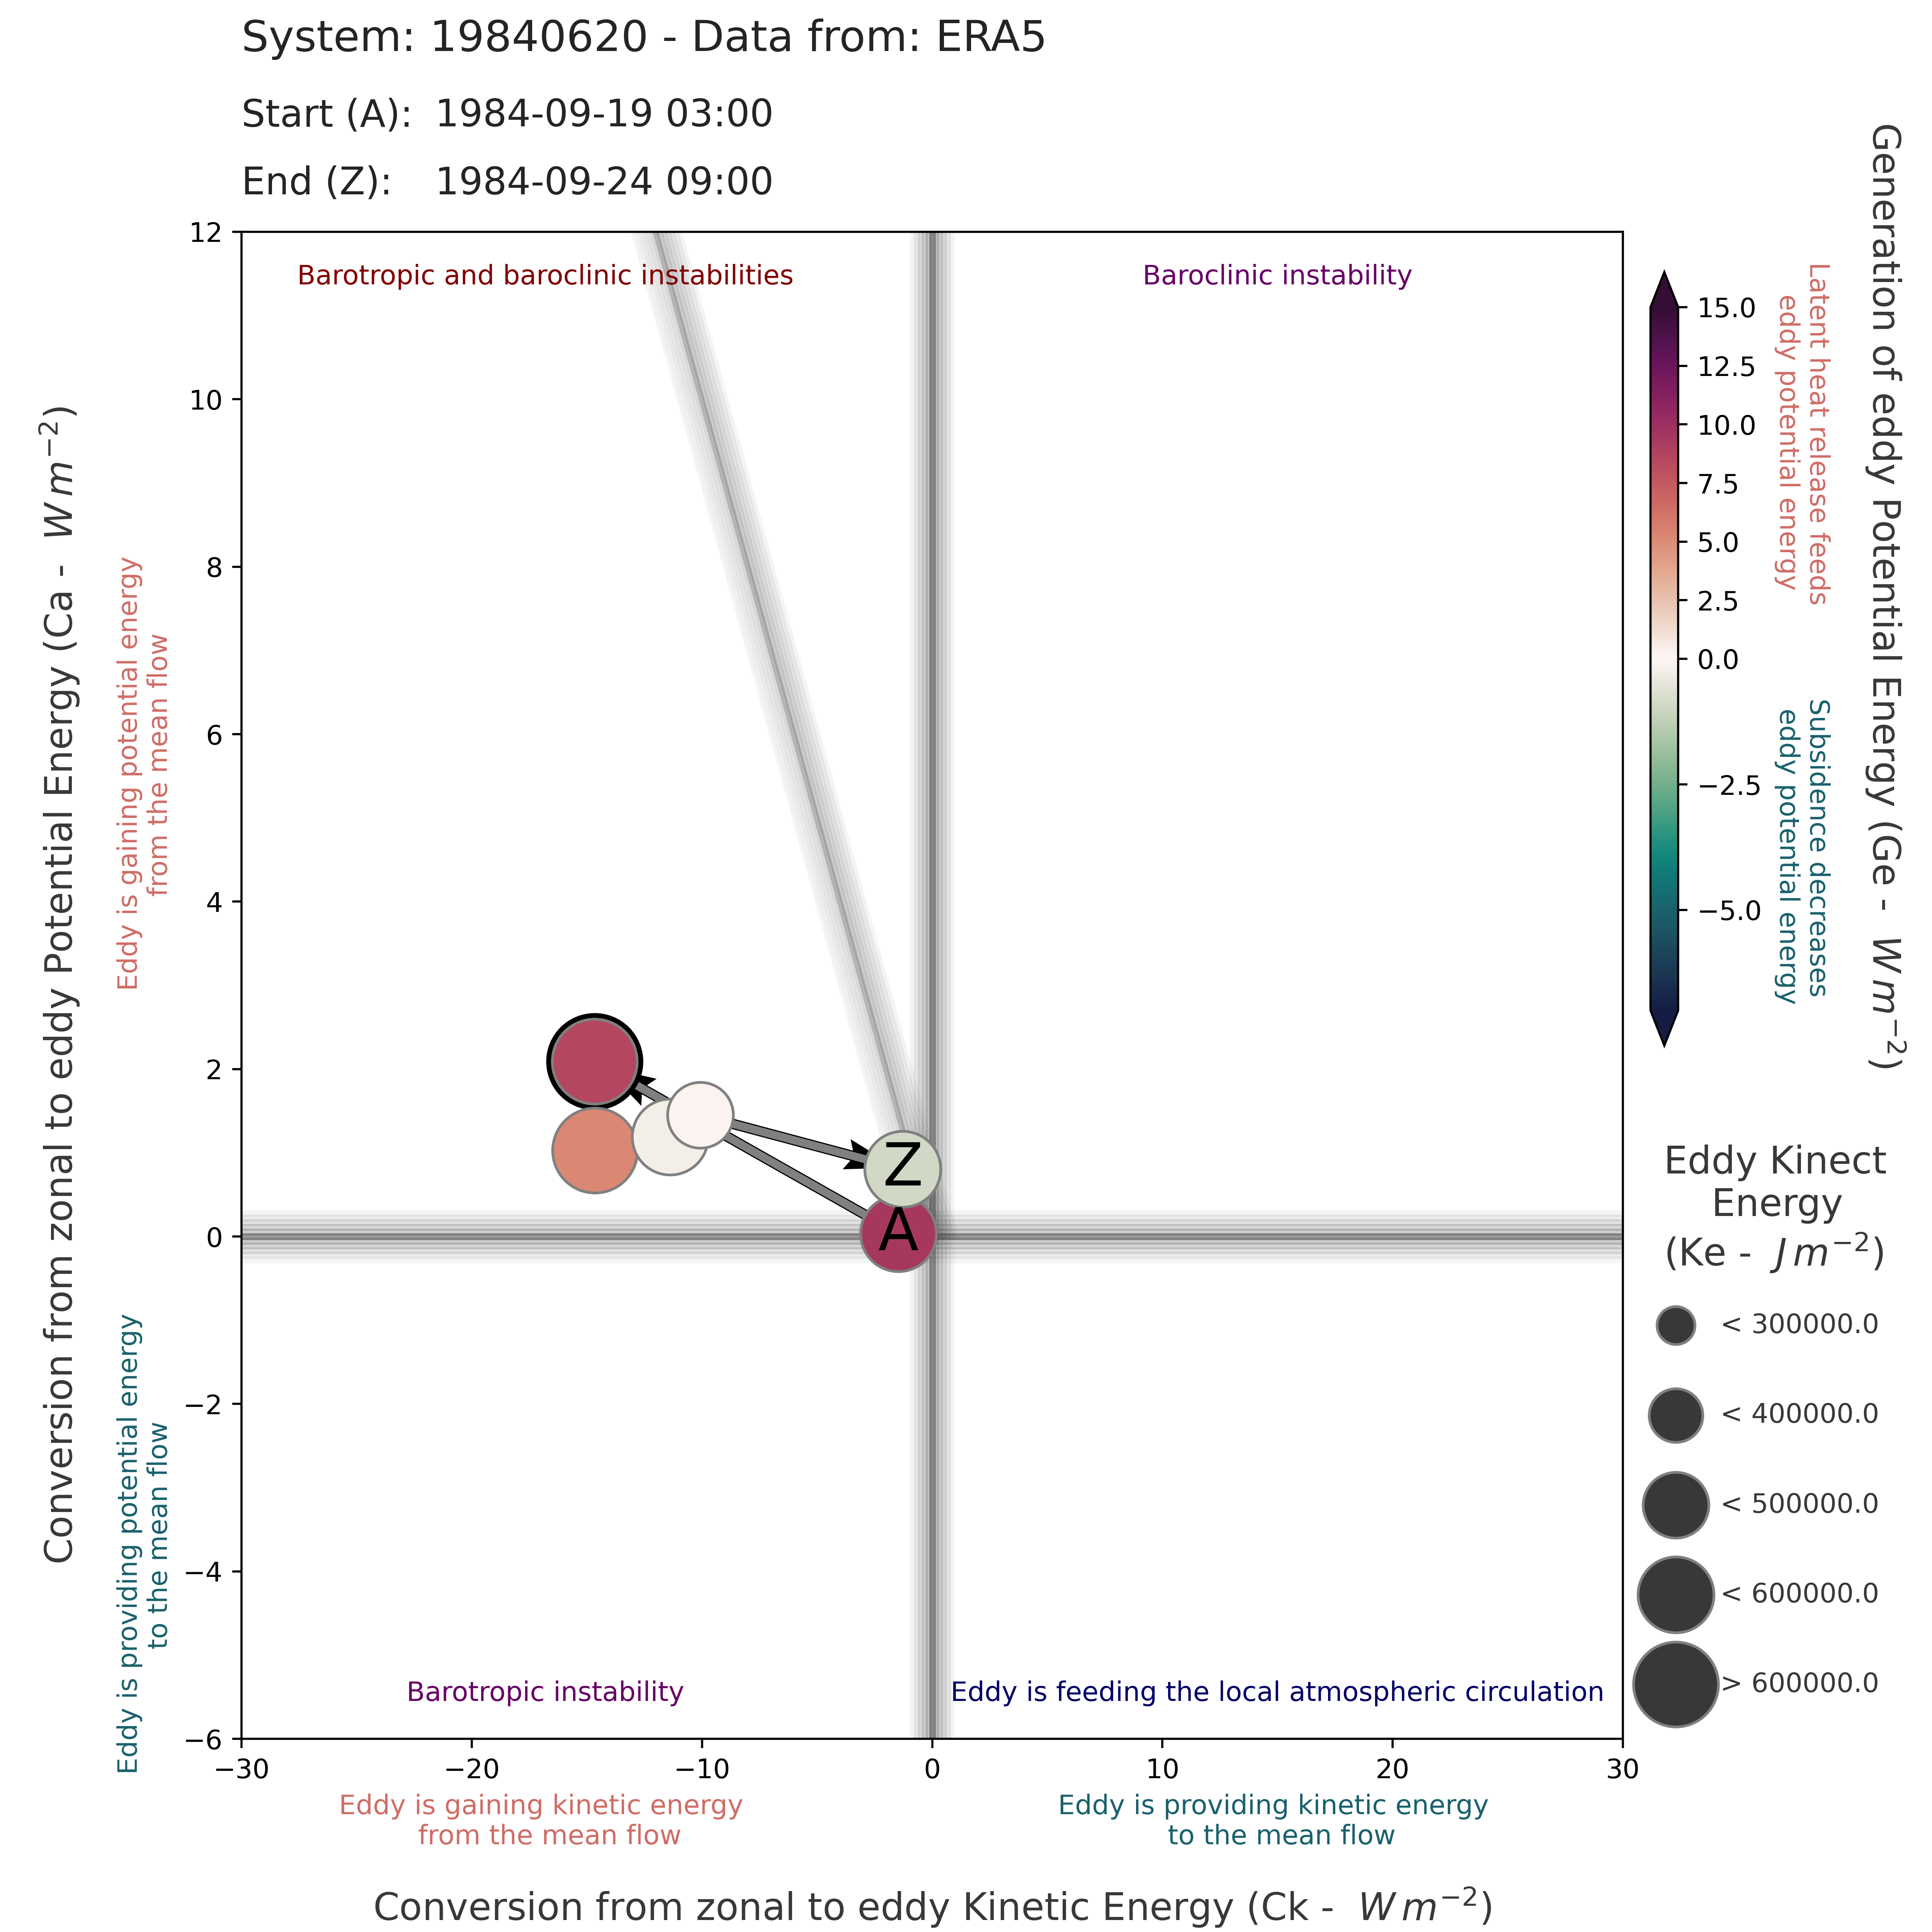 System: 19840620 - Data from: ERA5
Start (A): 1984-09-19 03:00
End (Z): 1984-09-24 09:00
Conversion from zonal to eddy Potential Energy (Ca - W m⁻²)
Eddy is gaining potential energy
from the mean flow
Eddy is providing potential energy
to the mean flow
12
10
8
6
4
2
0
−2
−4
−6
Barotropic and baroclinic instabilities
Baroclinic instability
Z
A
Barotropic instability
Eddy is feeding the local atmospheric circulation
−30
−20
−10
0
10
20
30
Eddy is gaining kinetic energy
from the mean flow
Eddy is providing kinetic energy
to the mean flow
Conversion from zonal to eddy Kinetic Energy (Ck - W m⁻²)
15.0
12.5
10.0
7.5
5.0
2.5
0.0
−2.5
−5.0
Latent heat release feeds
eddy potential energy
Subsidence decreases
eddy potential energy
Generation of eddy Potential Energy (Ge - W m⁻²)
Eddy Kinect
Energy
(Ke - J m⁻²)
< 300000.0
< 400000.0
< 500000.0
< 600000.0
> 600000.0